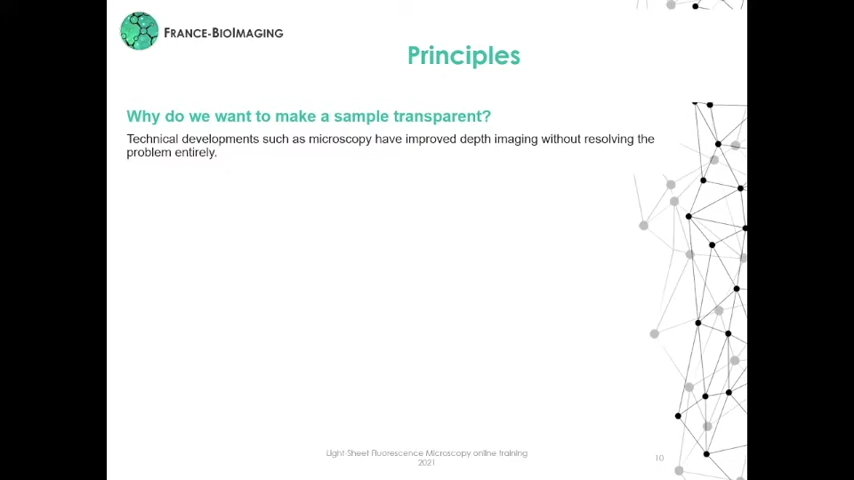 FRANCE-BIOIMAGING
Principles
Why do we want to make a sample transparent?
Technical developments such as microscopy have improved depth imaging without resolving the
problem entirely.
Light-Sheet Fluorescence Microscopy online training
2021
10